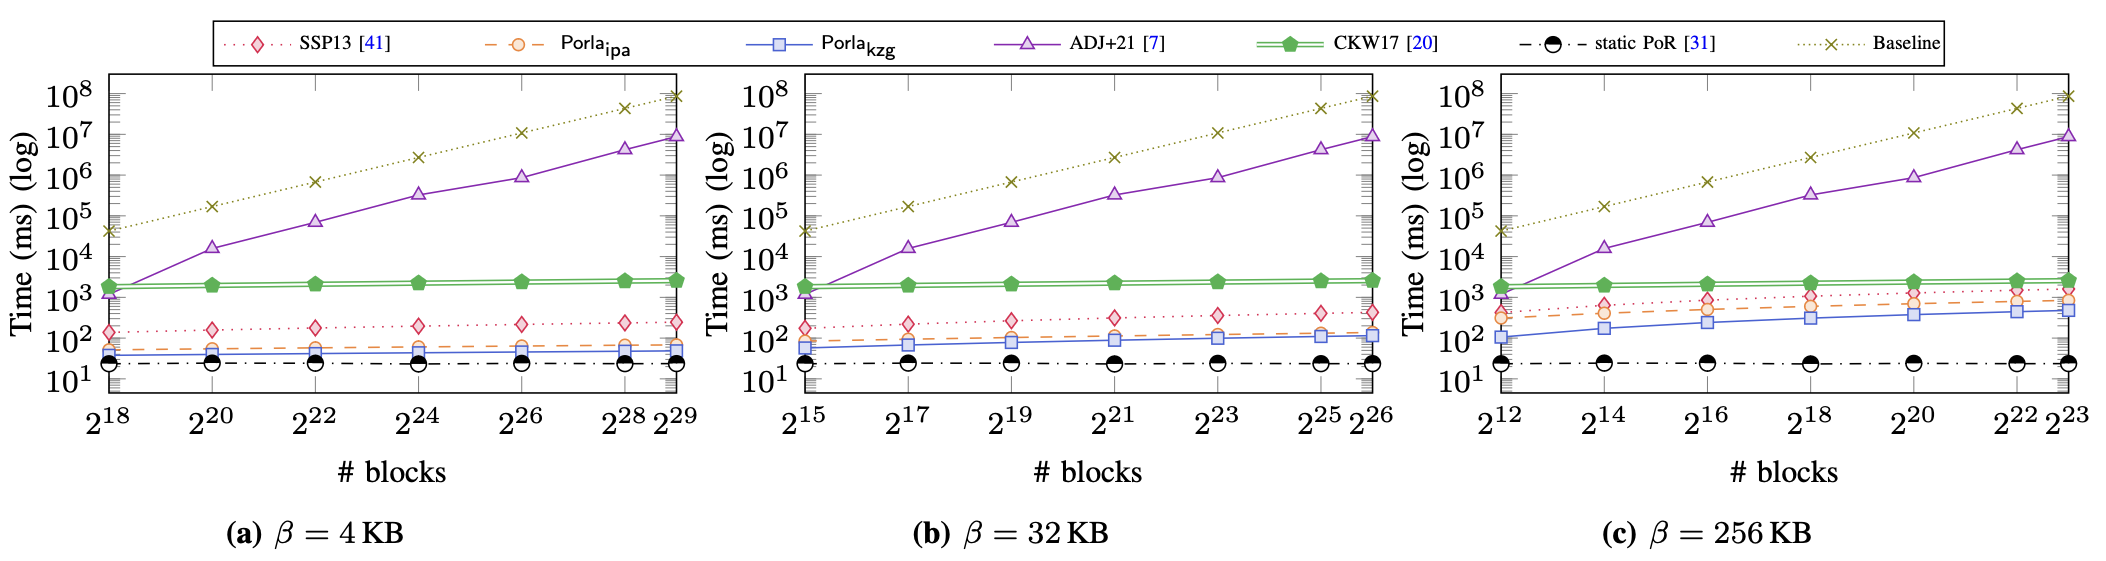 SSP13 [41] Porla_ipa Porla_kzg ADJ+21 [7] CKW17 [20] static PoR [31] Baseline
Time (ms) (log)
10^8
10^7
10^6
10^5
10^4
10^3
10^2
10^1
2^18 2^20 2^22 2^24 2^26 2^28 2^29
# blocks
(a) β = 4 KB
Time (ms) (log)
10^8
10^7
10^6
10^5
10^4
10^3
10^2
10^1
2^15 2^17 2^19 2^21 2^23 2^25 2^26
# blocks
(b) β = 32 KB
Time (ms) (log)
10^8
10^7
10^6
10^5
10^4
10^3
10^2
10^1
2^12 2^14 2^16 2^18 2^20 2^22 2^23
# blocks
(c) β = 256 KB